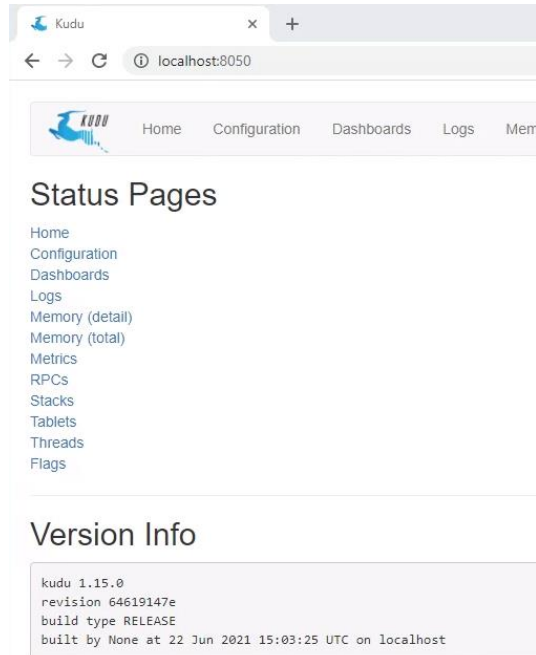 Kudu
localhost:8050
KUDU Home Configuration Dashboards Logs Mem
Status Pages
Home
Configuration
Dashboards
Logs
Memory (detail)
Memory (total)
Metrics
RPCs
Stacks
Tablets
Threads
Flags
Version Info
kudu 1.15.0
revision 64619147e
build type RELEASE
built by None at 22 Jun 2021 15:03:25 UTC on localhost